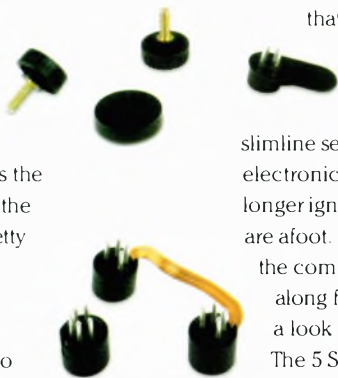 s the
the
etty
o
tha
slimline se
electronic
longer ign
are afoot.
the com
along f
a look
The 5 S